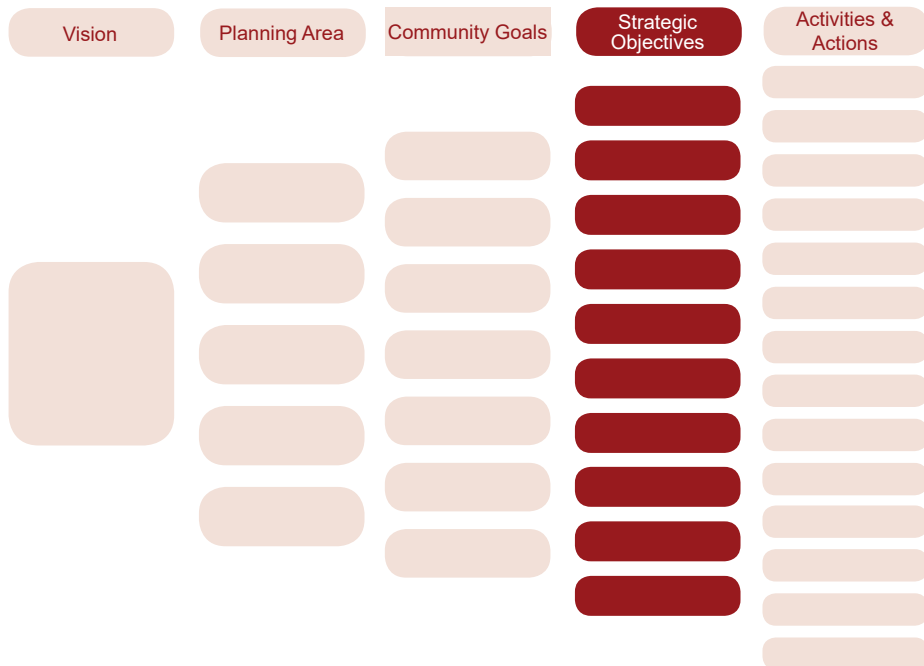 Vision
Planning Area
Community Goals
Strategic
Objectives
Activities &
Actions